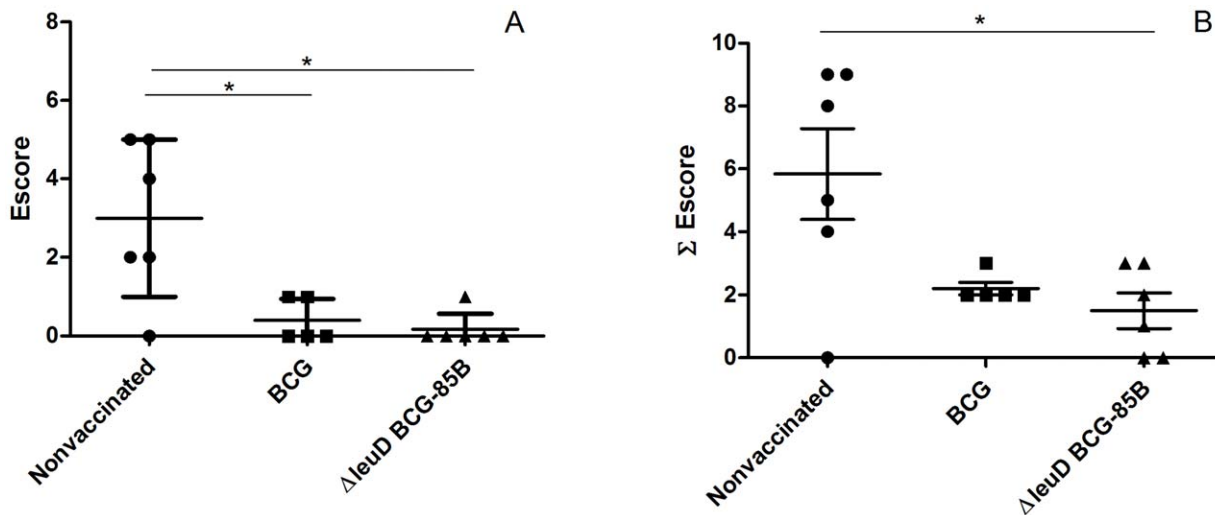 A
8
6
4
2
0
Escore
*
*
Nonvaccinated
BCG
ΔleuD BCG-85B
B
10
8
6
4
2
0
Σ Escore
*
Nonvaccinated
BCG
ΔleuD BCG-85B